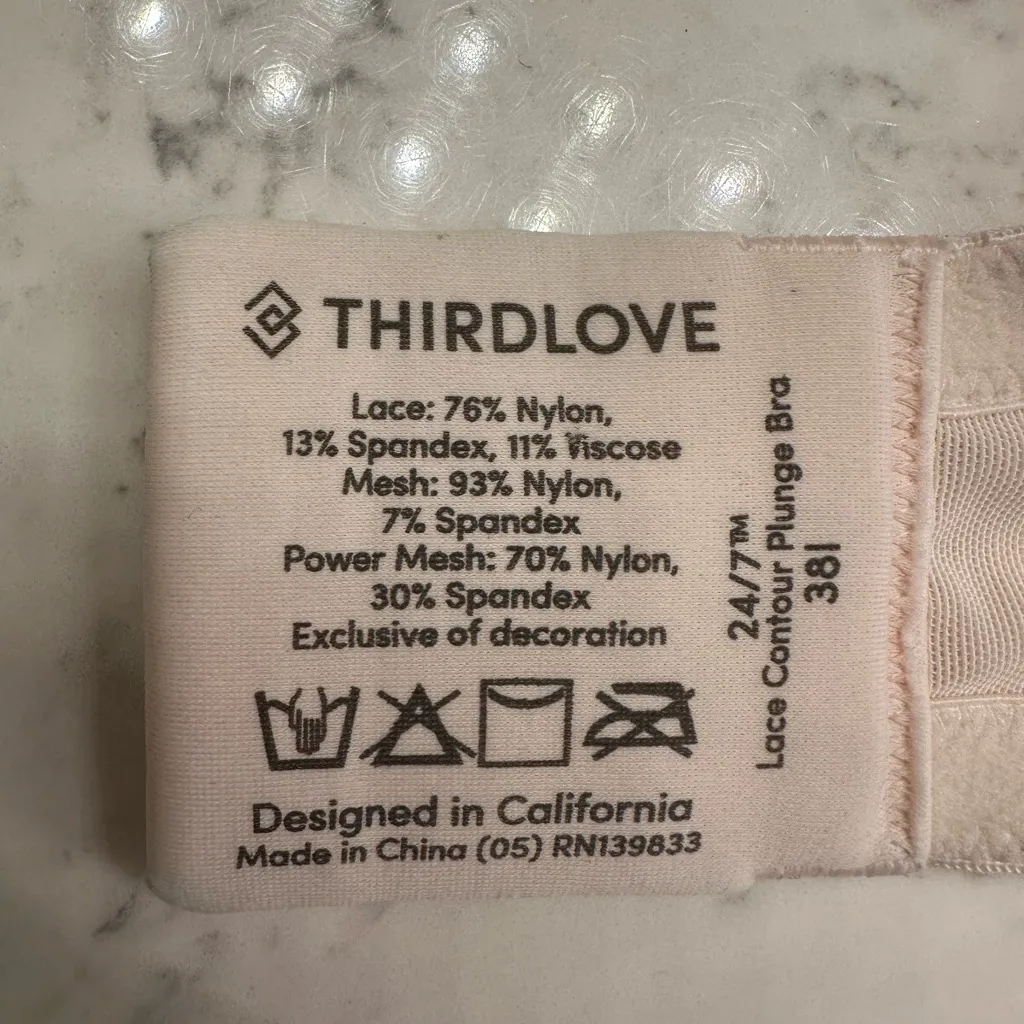 THIRDLOVE
Lace: 76% Nylon,
13% Spandex, 11% Viscose
Mesh: 93% Nylon,
7% Spandex
Power Mesh: 70% Nylon,
30% Spandex
Exclusive of decoration
Designed in California
Made in China (05) RN139833
24/7™
Lace Contour Plunge Bra
38I